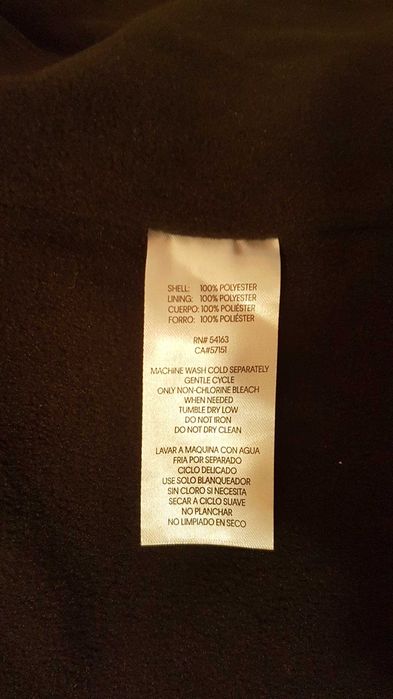 SHELL: 100% POLYESTER
LINING: 100% POLYESTER
CUERPO: 100% POLIÉSTER
FORRO: 100% POLIÉSTER
RN# 54163
CA#57151
MACHINE WASH COLD SEPARATELY
GENTLE CYCLE
ONLY NON-CHLORINE BLEACH
WHEN NEEDED
TUMBLE DRY LOW
DO NOT IRON
DO NOT DRY CLEAN
LAVAR A MAQUINA CON AGUA
FRIA POR SEPARADO
CICLO DELICADO
USE SOLO BLANQUEADOR
SIN CLORO SI NECESITA
SECAR A CICLO SUAVE
NO PLANCHAR
NO LIMPIADO EN SECO